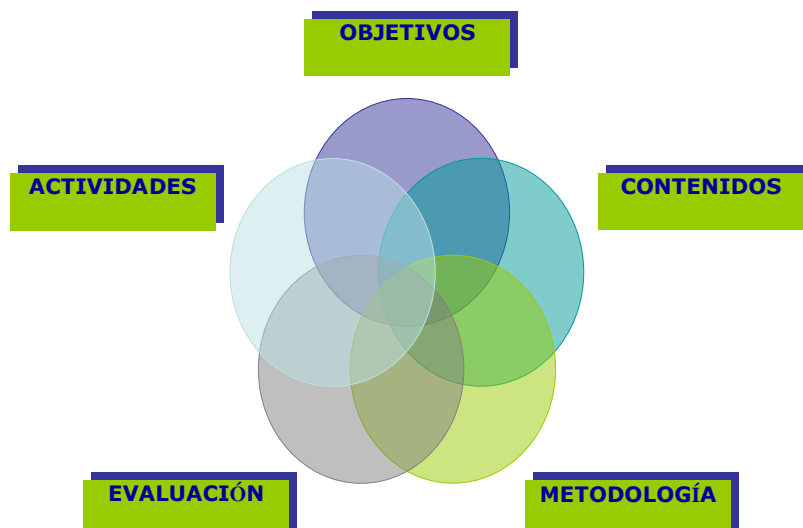 OBJETIVOS
ACTIVIDADES
CONTENIDOS
EVALUACIÓN
METODOLOGÍA